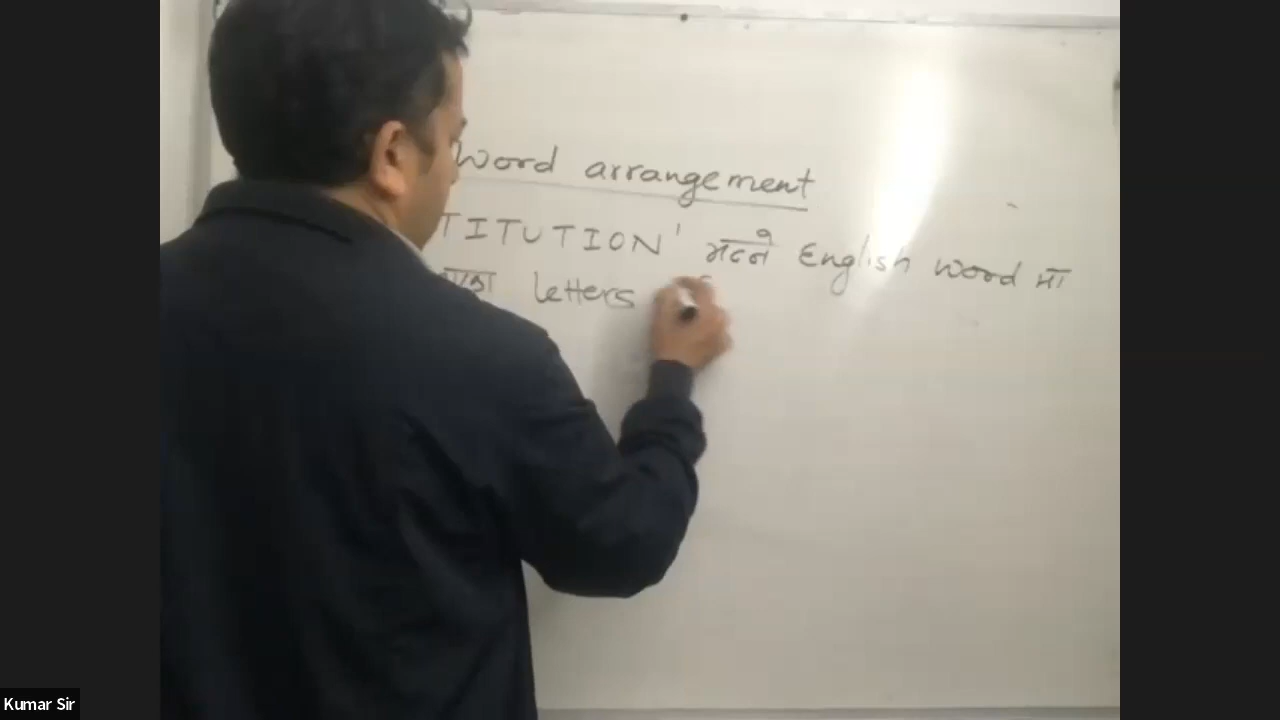 Word arrangement
TITUTION' भन्ने English word मा
letters
Kumar Sir